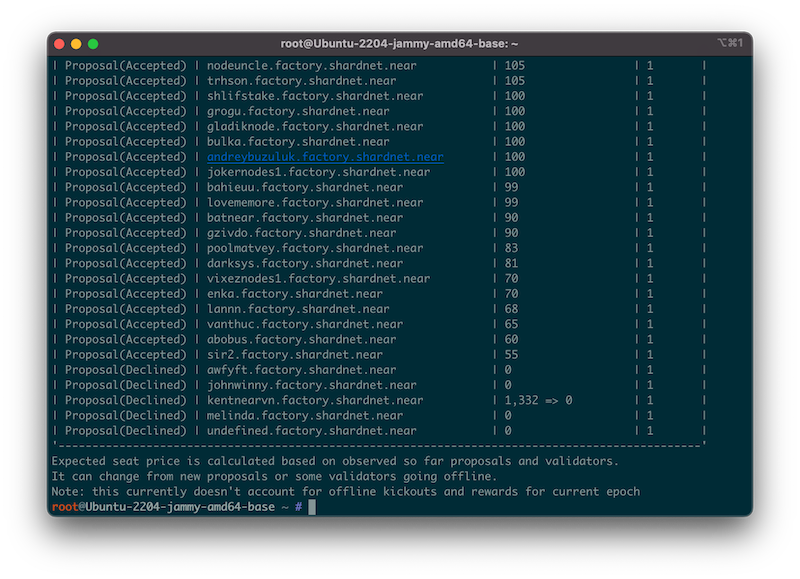 root@Ubuntu-2204-jammy-amd64-base: ~ ⌥⌘1
| Proposal(Accepted) | nodeuncle.factory.shardnet.near | 105 | 1 |
| Proposal(Accepted) | trhson.factory.shardnet.near | 105 | 1 |
| Proposal(Accepted) | shlifstake.factory.shardnet.near | 100 | 1 |
| Proposal(Accepted) | grogu.factory.shardnet.near | 100 | 1 |
| Proposal(Accepted) | gladiknode.factory.shardnet.near | 100 | 1 |
| Proposal(Accepted) | bulka.factory.shardnet.near | 100 | 1 |
| Proposal(Accepted) | andreybuzuluk.factory.shardnet.near | 100 | 1 |
| Proposal(Accepted) | jokernodes1.factory.shardnet.near | 100 | 1 |
| Proposal(Accepted) | bahieuu.factory.shardnet.near | 99 | 1 |
| Proposal(Accepted) | lovememore.factory.shardnet.near | 99 | 1 |
| Proposal(Accepted) | batnear.factory.shardnet.near | 90 | 1 |
| Proposal(Accepted) | gzivdo.factory.shardnet.near | 90 | 1 |
| Proposal(Accepted) | poolmatvey.factory.shardnet.near | 83 | 1 |
| Proposal(Accepted) | darksys.factory.shardnet.near | 81 | 1 |
| Proposal(Accepted) | vixeznodes1.factory.shardnet.near | 70 | 1 |
| Proposal(Accepted) | enka.factory.shardnet.near | 70 | 1 |
| Proposal(Accepted) | lannn.factory.shardnet.near | 68 | 1 |
| Proposal(Accepted) | vanthuc.factory.shardnet.near | 65 | 1 |
| Proposal(Accepted) | abobus.factory.shardnet.near | 60 | 1 |
| Proposal(Accepted) | sir2.factory.shardnet.near | 55 | 1 |
| Proposal(Declined) | awfyft.factory.shardnet.near | 0 | 1 |
| Proposal(Declined) | johnwinny.factory.shardnet.near | 0 | 1 |
| Proposal(Declined) | kentnearvn.factory.shardnet.near | 1,332 => 0 | 1 |
| Proposal(Declined) | melinda.factory.shardnet.near | 0 | 1 |
| Proposal(Declined) | undefined.factory.shardnet.near | 0 | 1 |
'------------------------------------------------------------------------------------------------'
Expected seat price is calculated based on observed so far proposals and validators.
It can change from new proposals or some validators going offline.
Note: this currently doesn't account for offline kickouts and rewards for current epoch
root@Ubuntu-2204-jammy-amd64-base ~ #